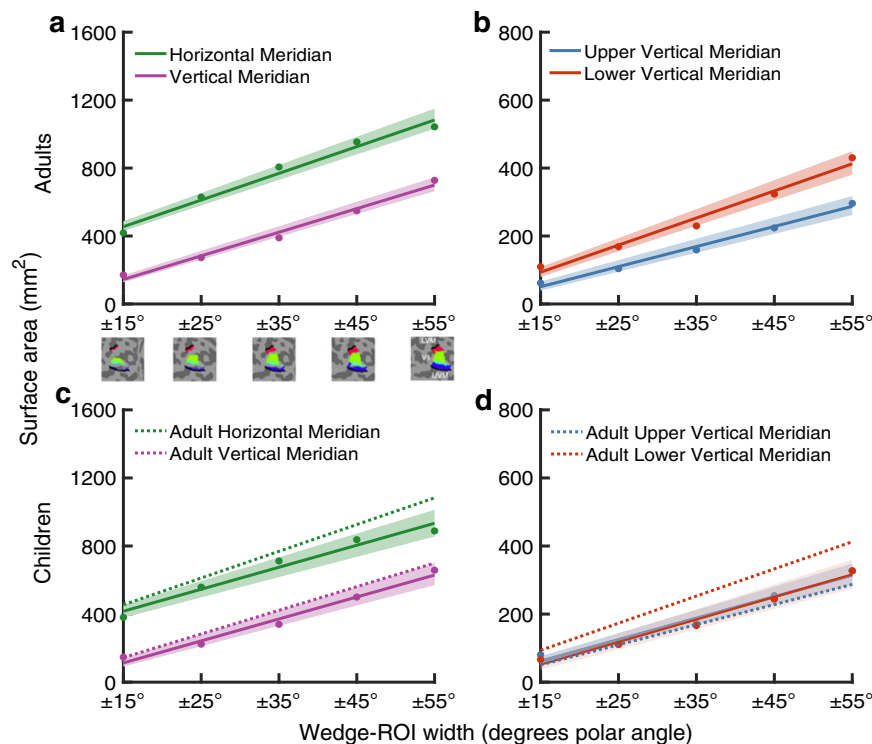 a
1600
1200
800
400
0
Adults
Horizontal Meridian
Vertical Meridian
±15° ±25° ±35° ±45° ±55°
b
800
600
400
200
0
Upper Vertical Meridian
Lower Vertical Meridian
±15° ±25° ±35° ±45° ±55°
LVM
V1
UVM
Surface area (mm²)
c
1600
1200
800
400
0
Children
Adult Horizontal Meridian
Adult Vertical Meridian
±15° ±25° ±35° ±45° ±55°
d
800
600
400
200
0
Adult Upper Vertical Meridian
Adult Lower Vertical Meridian
±15° ±25° ±35° ±45° ±55°
Wedge-ROI width (degrees polar angle)